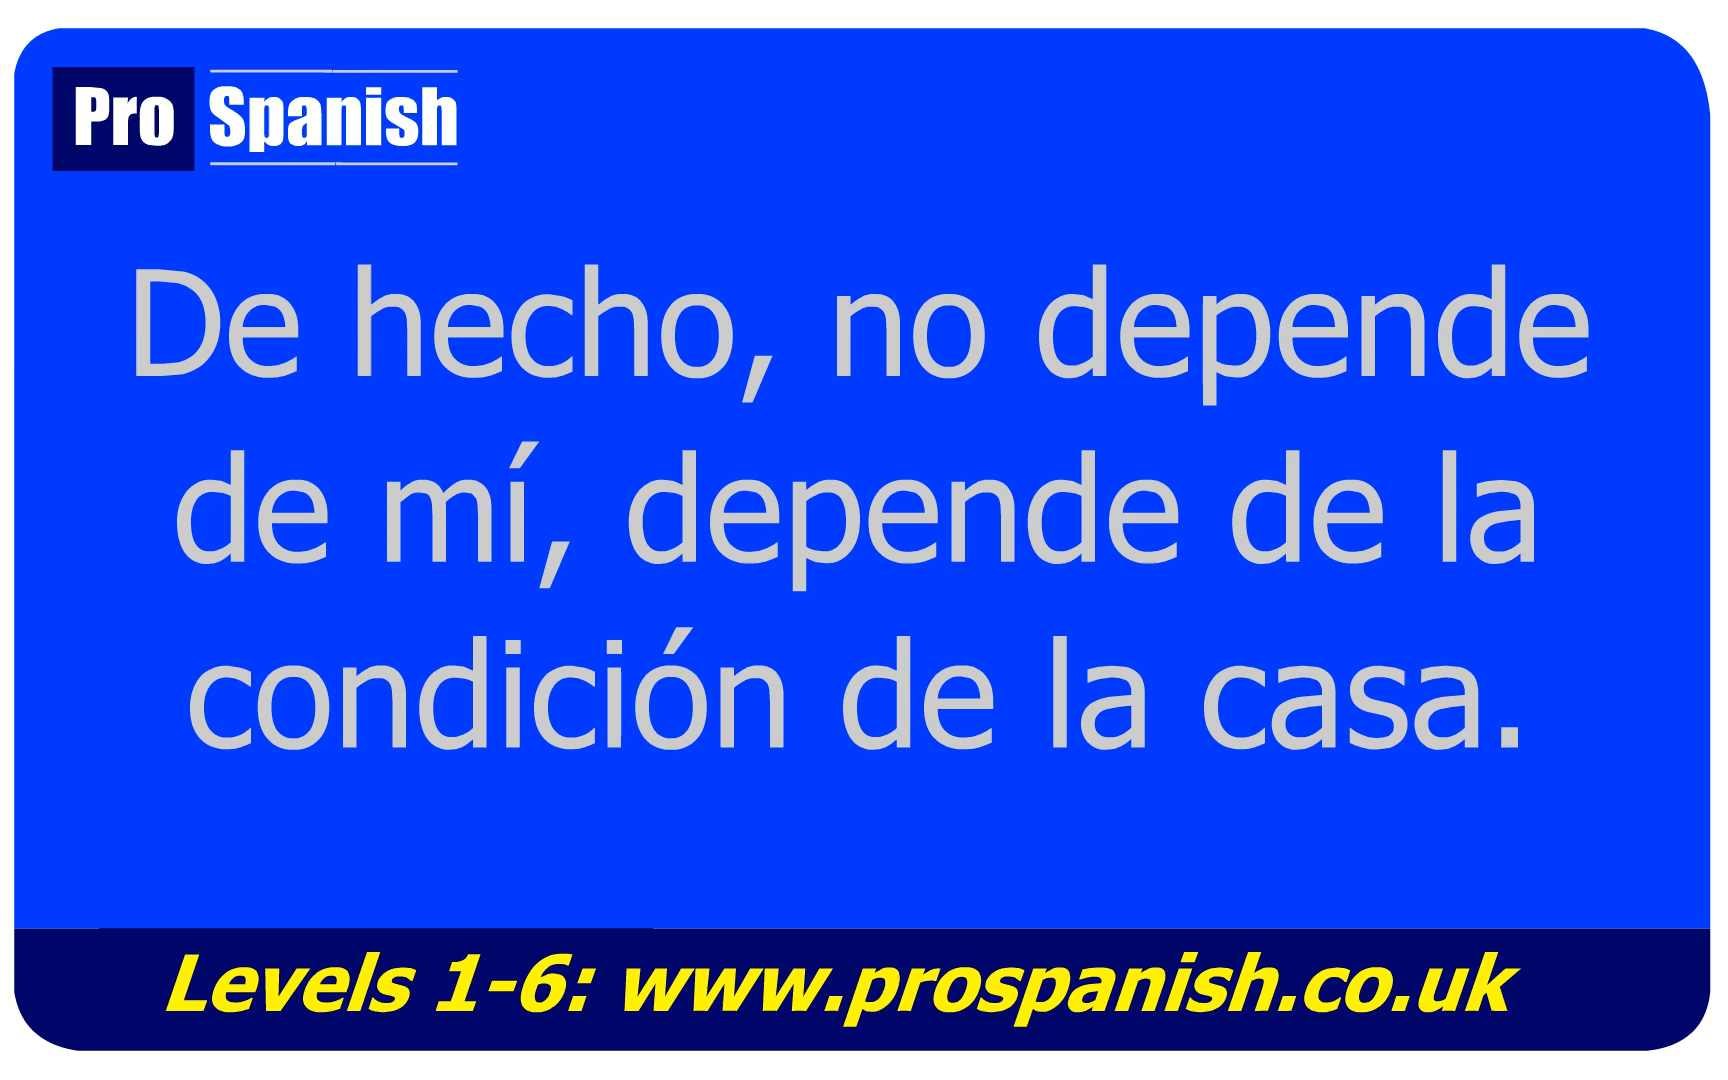 Pro Spanish
De hecho, no depende
de mí, depende de la
condición de la casa.
Levels 1-6: www.prospanish.co.uk